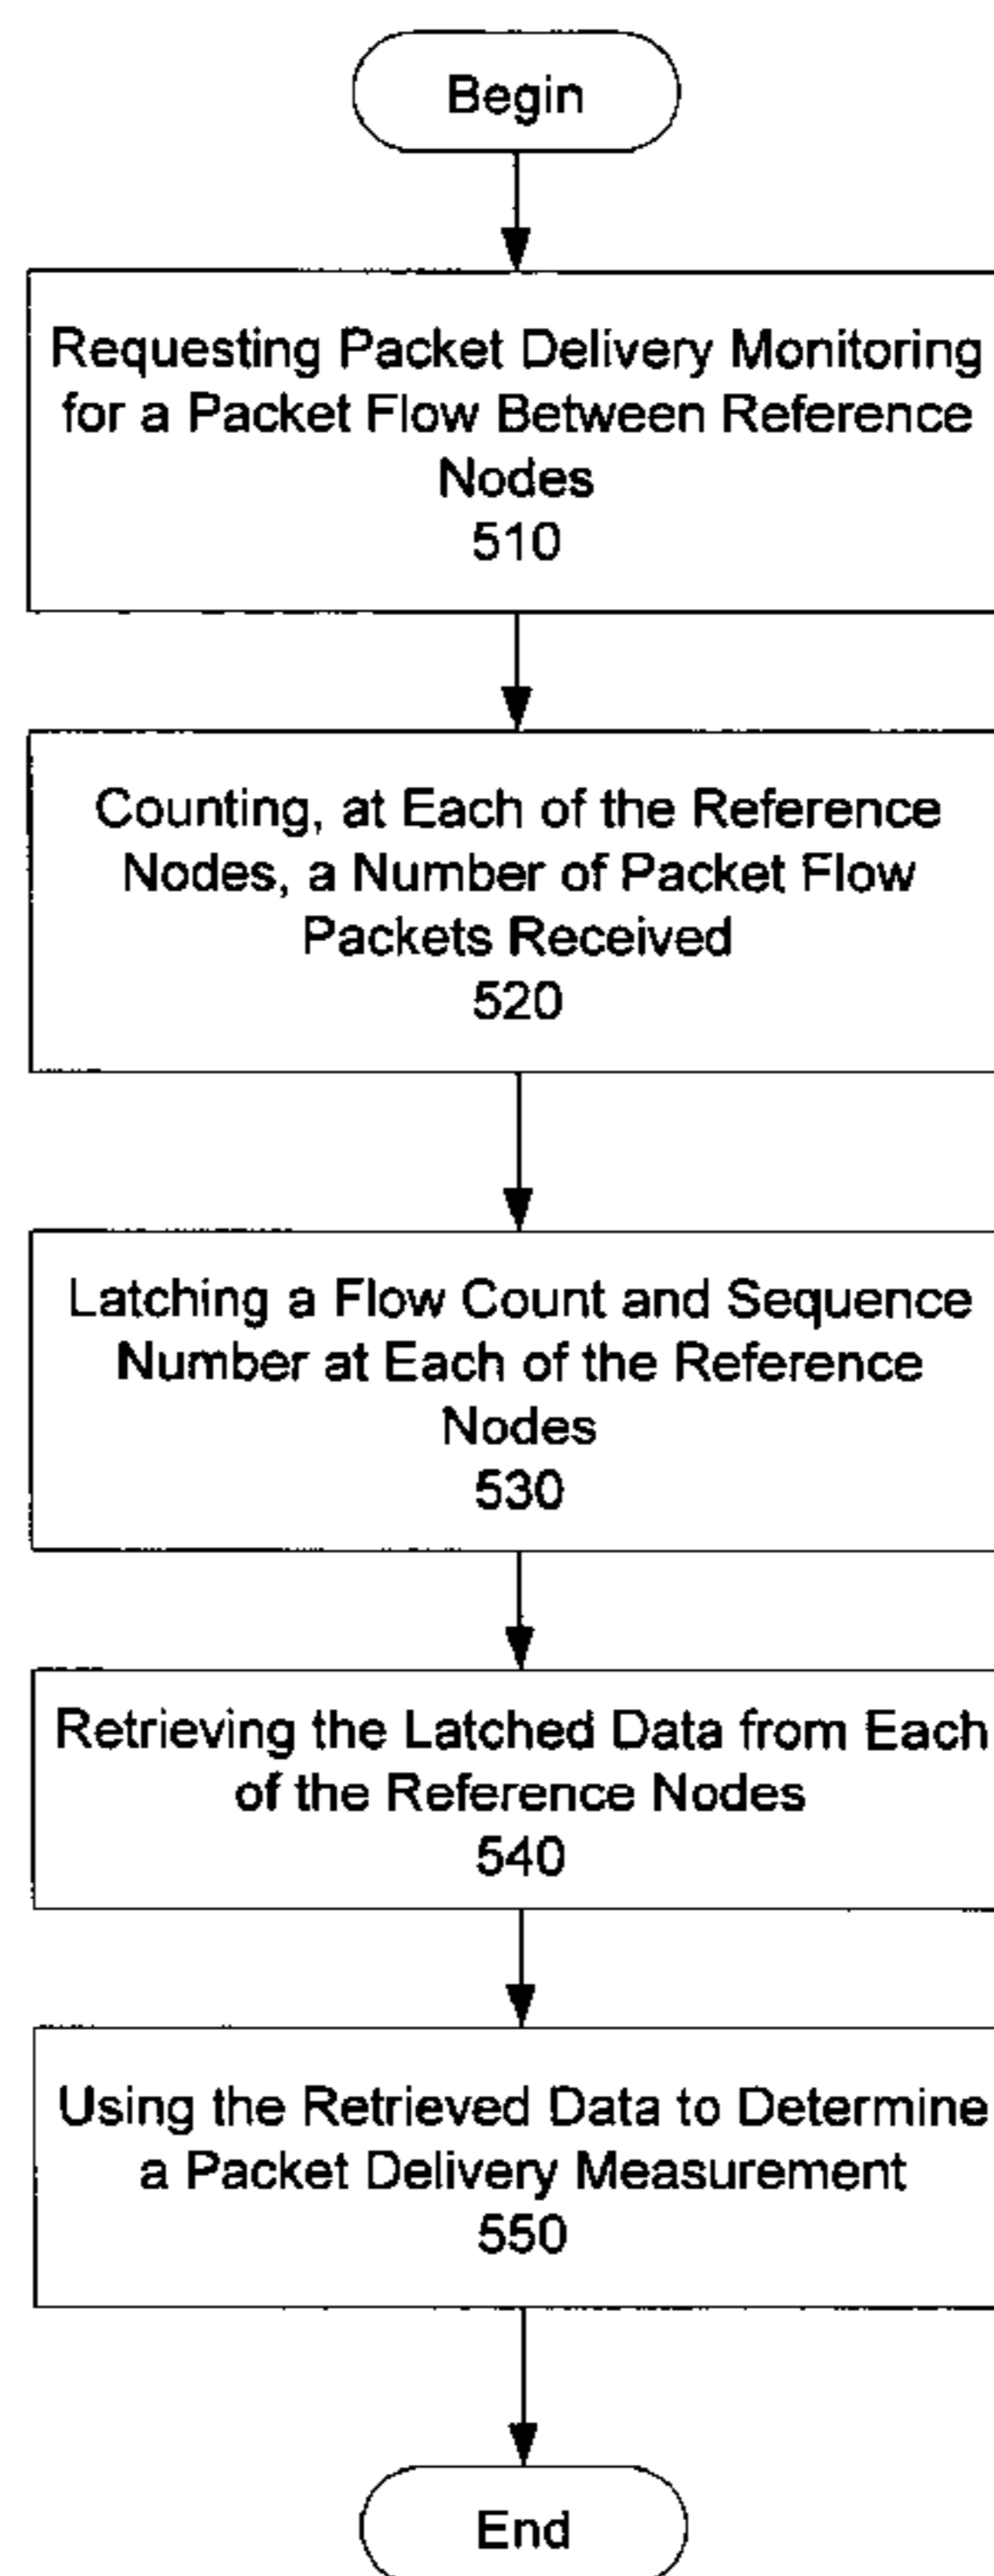 Begin
Requesting Packet Delivery Monitoring
for a Packet Flow Between Reference
Nodes
510
Counting, at Each of the Reference
Nodes, a Number of Packet Flow
Packets Received
520
Latching a Flow Count and Sequence
Number at Each of the Reference
Nodes
530
Retrieving the Latched Data from Each
of the Reference Nodes
540
Using the Retrieved Data to Determine
a Packet Delivery Measurement
550
End